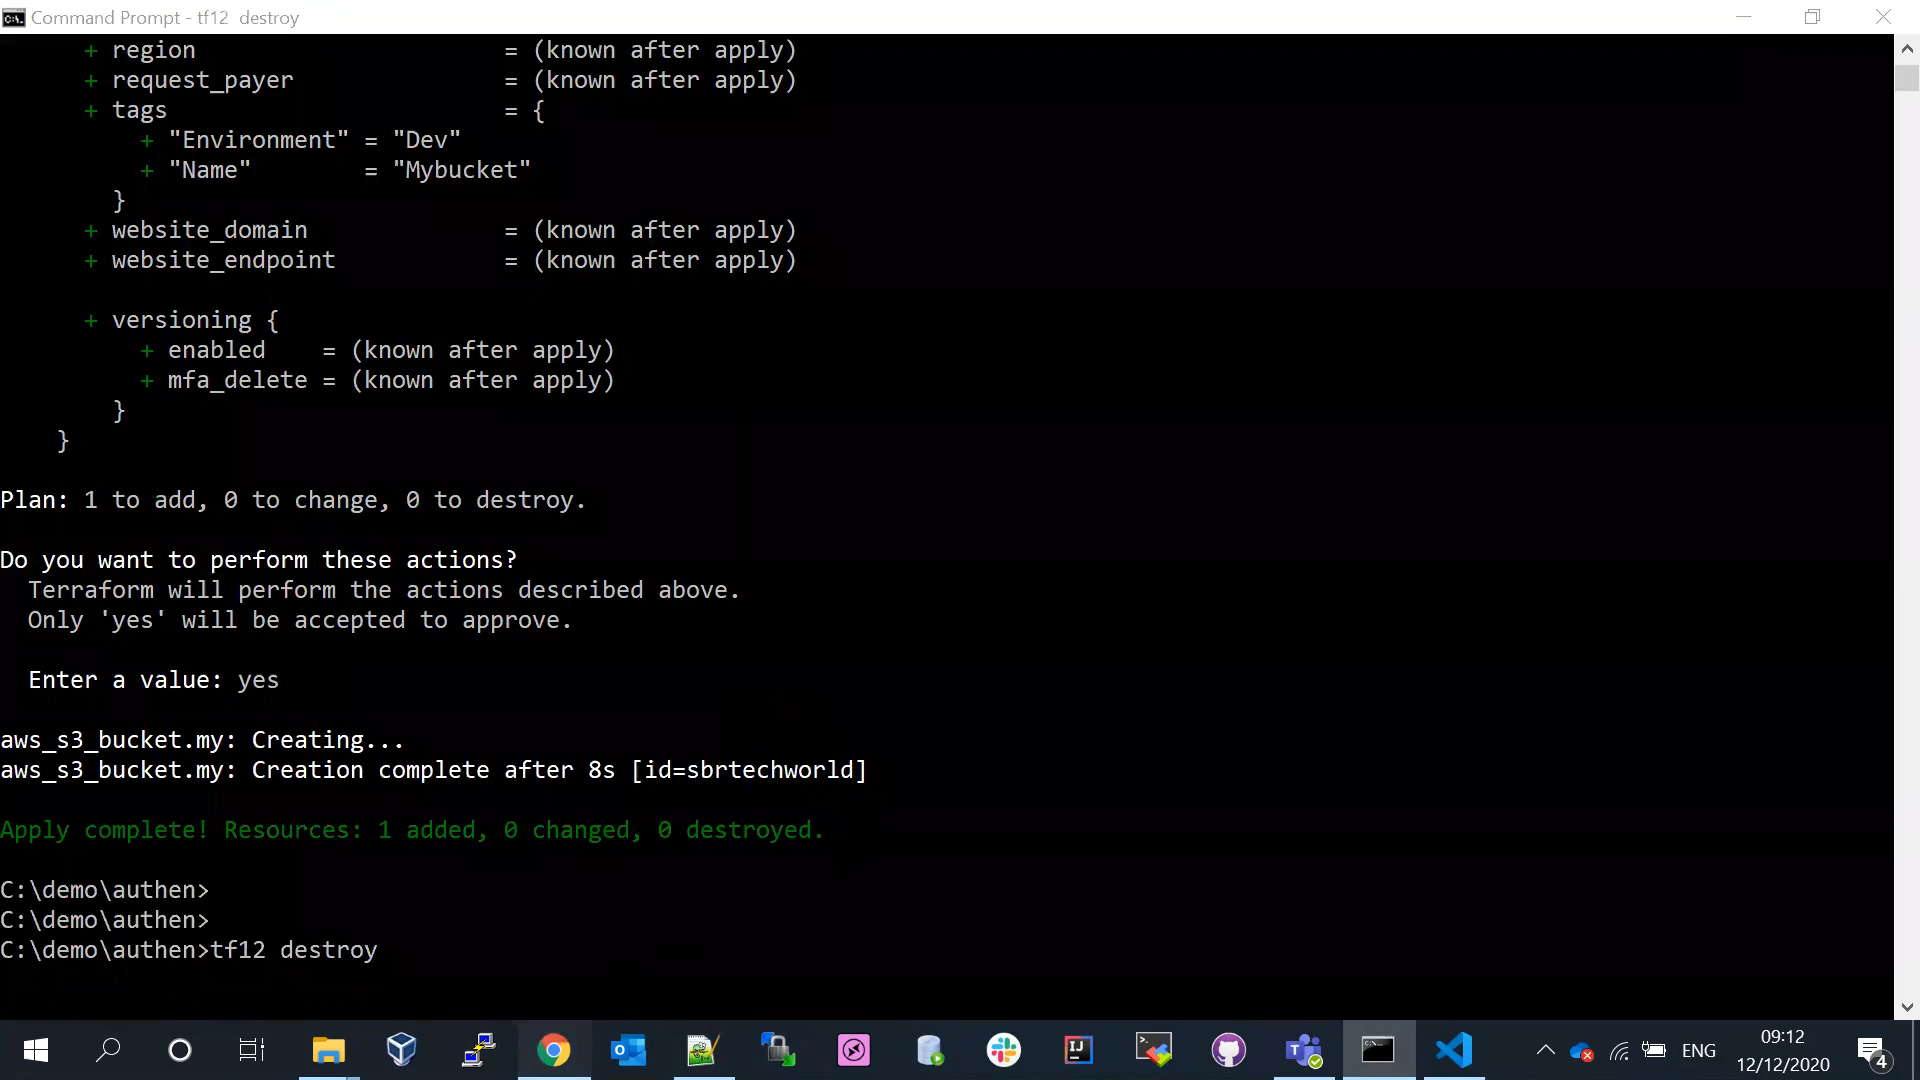 Command Prompt - tf12  destroy
      + region                      = (known after apply)
      + request_payer               = (known after apply)
      + tags                        = {
          + "Environment" = "Dev"
          + "Name"        = "Mybucket"
        }
      + website_domain              = (known after apply)
      + website_endpoint            = (known after apply)
      + versioning {
          + enabled    = (known after apply)
          + mfa_delete = (known after apply)
        }
    }
Plan: 1 to add, 0 to change, 0 to destroy.
Do you want to perform these actions?
  Terraform will perform the actions described above.
  Only 'yes' will be accepted to approve.
  Enter a value: yes
aws_s3_bucket.my: Creating...
aws_s3_bucket.my: Creation complete after 8s [id=sbrtechworld]
Apply complete! Resources: 1 added, 0 changed, 0 destroyed.
C:\demo\authen>
C:\demo\authen>
C:\demo\authen>tf12 destroy
ENG
09:12
12/12/2020
4